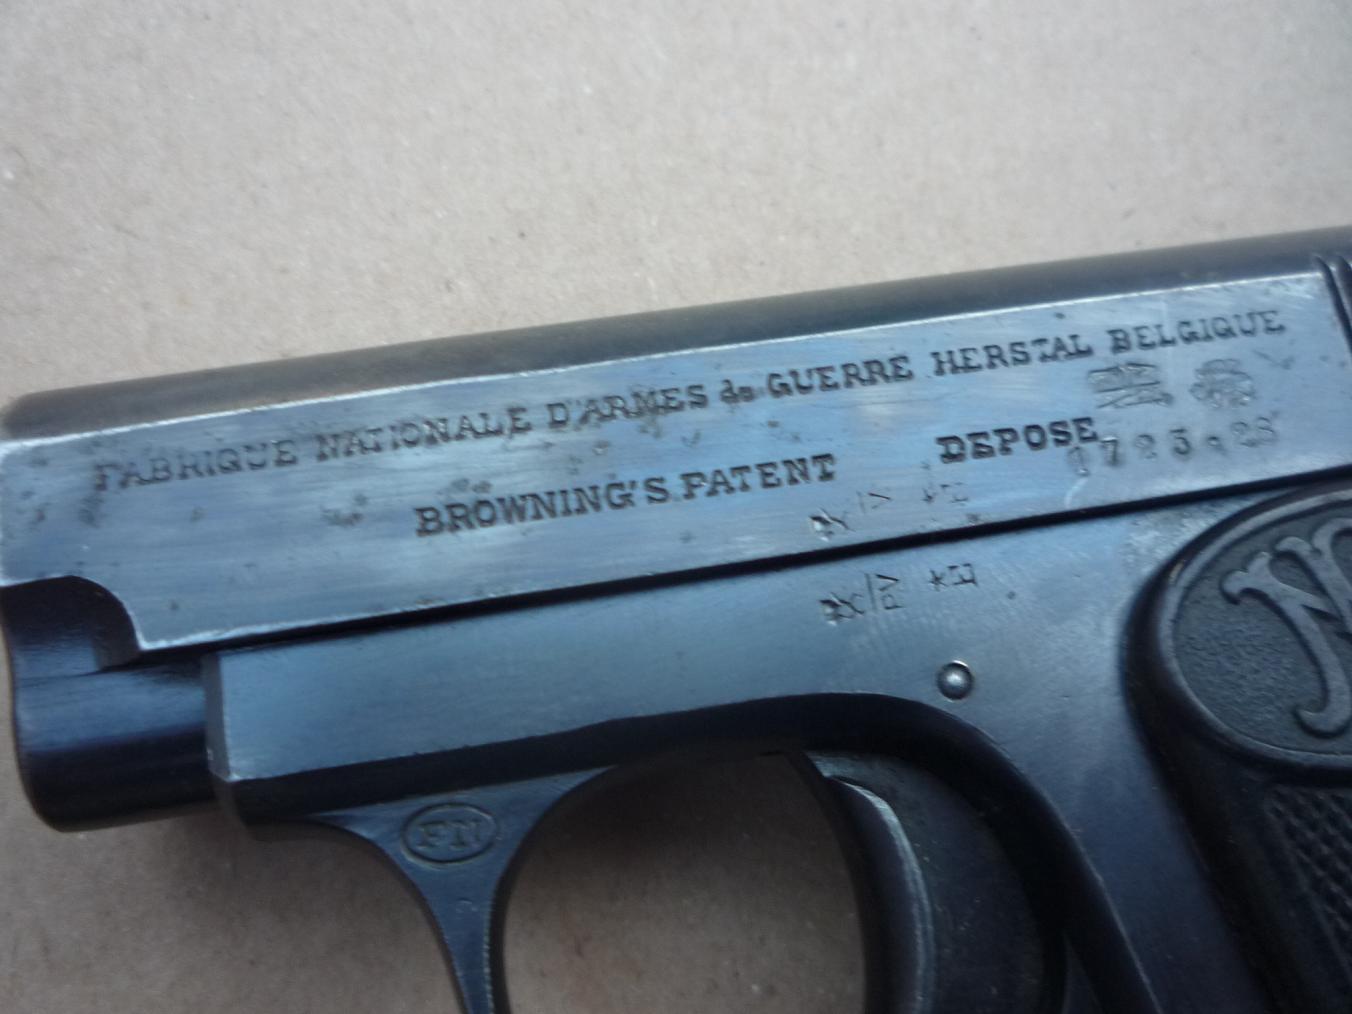 FABRIQUE NATIONALE D'ARMES de GUERRE HERSTAL BELGIQUE
BROWNING'S PATENT DEPOSE
FN